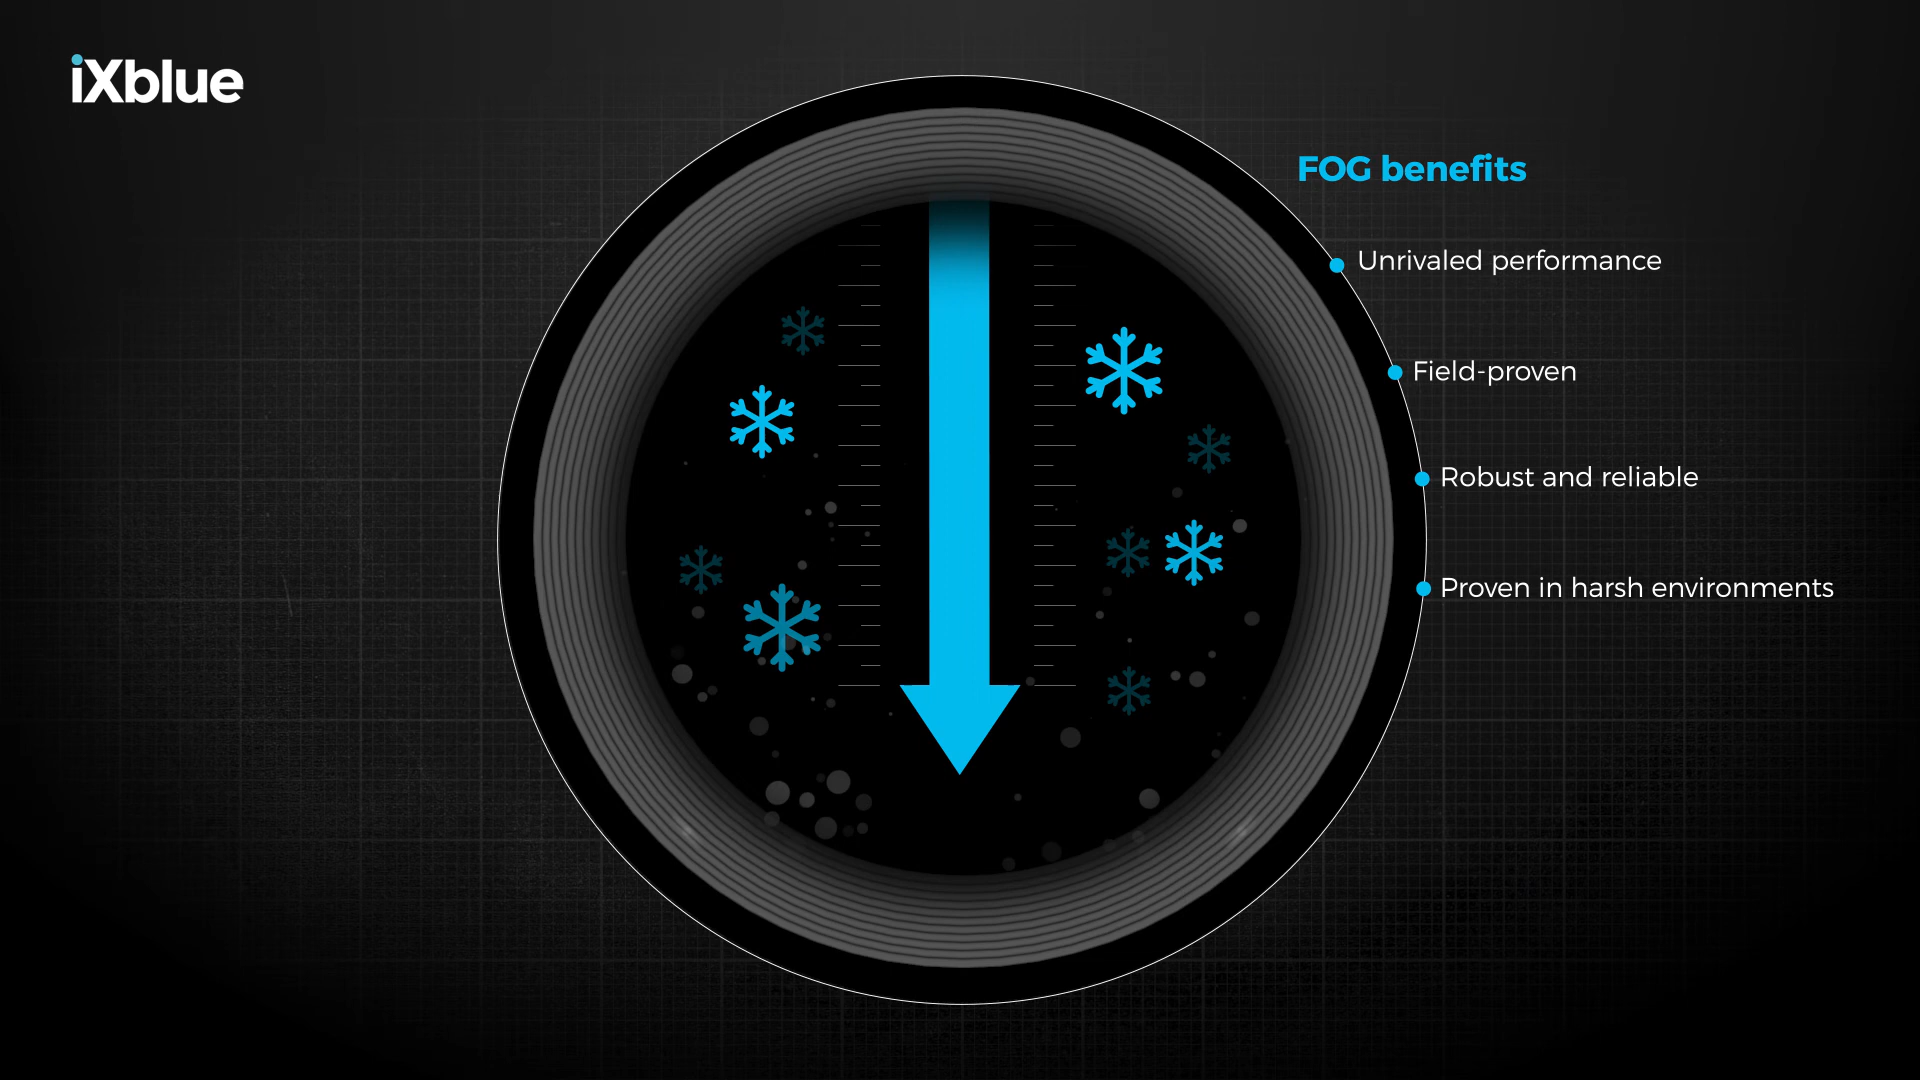 iXblue
FOG benefits
Unrivaled performance
Field-proven
Robust and reliable
Proven in harsh environments